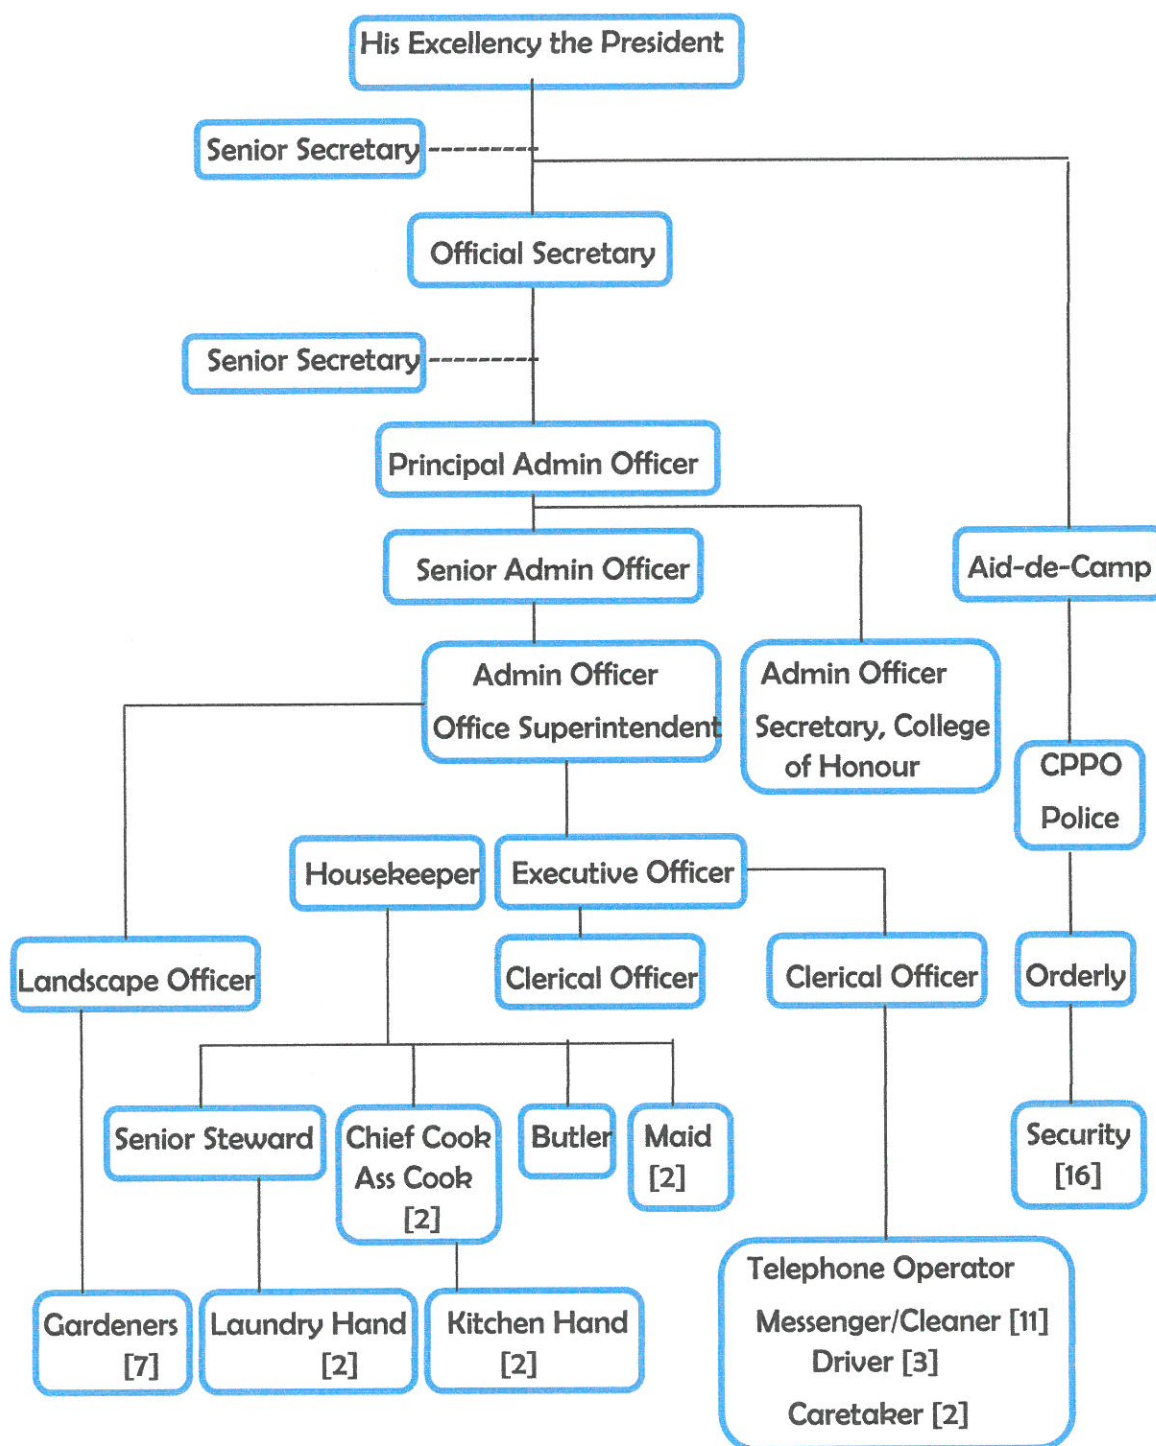 His Excellency the President
Senior Secretary
Official Secretary
Senior Secretary
Principal Admin Officer
Senior Admin Officer
Aid-de-Camp
Admin Officer
Office Superintendent
Admin Officer
Secretary, College
of Honour
CPPO
Police
Housekeeper
Executive Officer
Landscape Officer
Clerical Officer
Clerical Officer
Orderly
Senior Steward
Chief Cook
Ass Cook
[2]
Butler
Maid
[2]
Security
[16]
Gardeners
[7]
Laundry Hand
[2]
Kitchen Hand
[2]
Telephone Operator
Messenger/Cleaner [11]
Driver [3]
Caretaker [2]